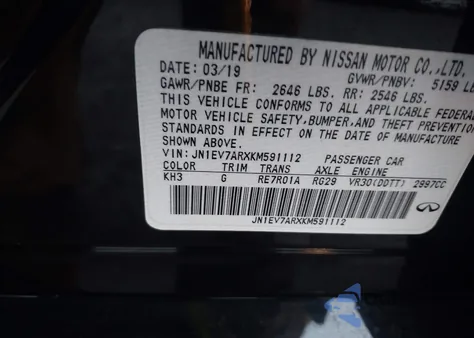 MANUFACTURED BY NISSAN MOTOR CO.,LTD.
DATE: 03/19 GVWR/PNBV: 5159 LB
GAWR/PNBE FR: 2646 LBS. RR: 2546 LBS.
THIS VEHICLE CONFORMS TO ALL APPLICABLE FEDERAL
MOTOR VEHICLE SAFETY,BUMPER,AND THEFT PREVENTION
STANDARDS IN EFFECT ON THE DATE OF MANUFACTURE
SHOWN ABOVE.
VIN: JN1EV7ARXKM591112 PASSENGER CAR
COLOR TRIM TRANS AXLE ENGINE
KH3 G RE7R01A RG29 VR30(DDTT) 2997CC
JN1EV7ARXKM591112